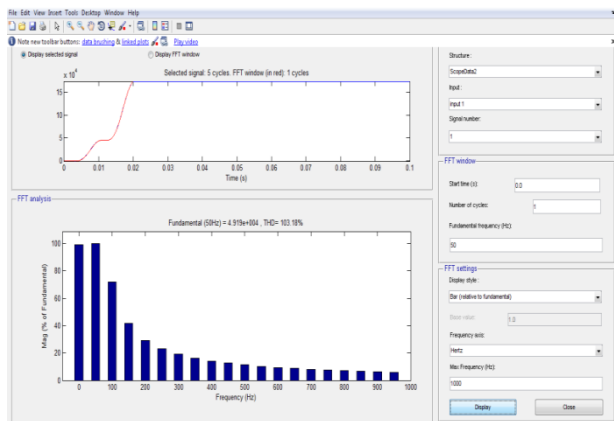 File Edit View Insert Tools Desktop Window Help
Note new toolbar buttons: data brushing & linked plots Play video
Display selected signal Display FFT window
Selected signal: 5 cycles. FFT window (in red): 1 cycles
x 10⁴
15
10
5
0
0 0.01 0.02 0.03 0.04 0.05 0.06 0.07 0.08 0.09 0.1
Time (s)
FFT analysis
Fundamental (50Hz) = 4.919e+004 , THD= 103.18%
Mag (% of Fundamental)
100
80
60
40
20
0
0 100 200 300 400 500 600 700 800 900 1000
Frequency (Hz)
Structure :
ScopeData2
Input :
input 1
Signal number:
1
FFT window
Start time (s): 0.0
Number of cycles: 1
Fundamental frequency (Hz):
50
FFT settings
Display style :
Bar (relative to fundamental)
Base value: 1.0
Frequency axis:
Hertz
Max Frequency (Hz):
1000
Display Close